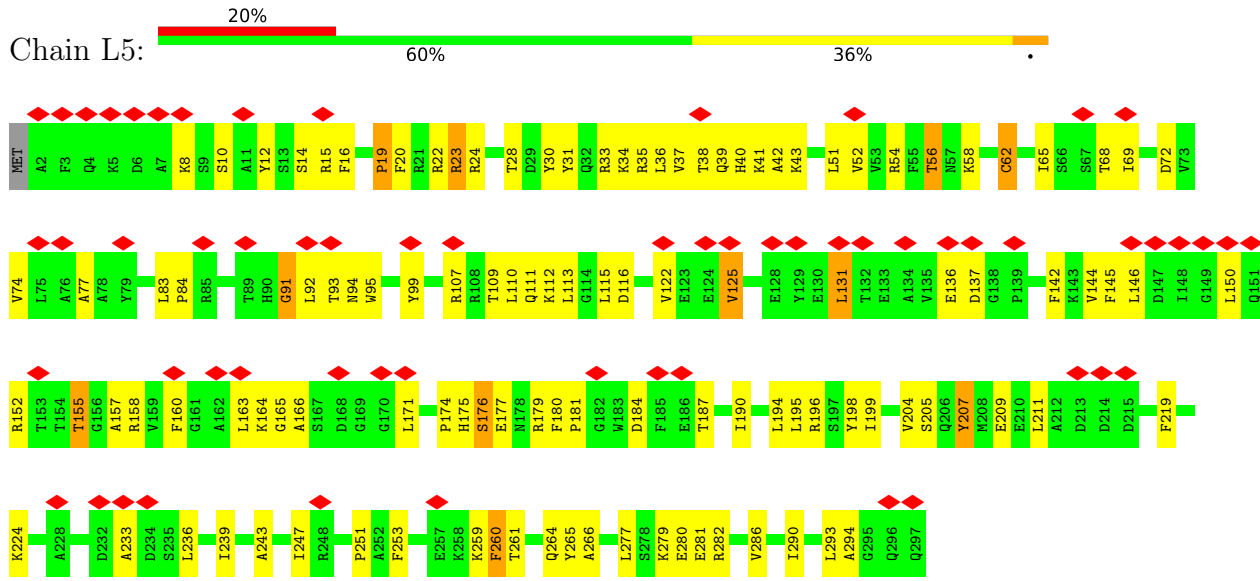 20%
Chain L5:
60% 36% •
MET A2 F3 Q4 K5 D6 A7 K8 S9 S10 A11 Y12 S13 S14 R15 F16 P19 F20 R21 R22 R23 R24 T28 D29 Y30 Y31 Q32 R33 K34 R35 L36 V37 T38 Q39 H40 K41 A42 K43 L51 V52 V53 R54 F55 T56 N57 K58 C62 I65 S66 S67 T68 I69 D72 V73
V74 L75 A76 A77 A78 Y79 L83 P84 R85 T89 H90 G91 L92 T93 N94 W95 Y99 R107 R108 T109 L110 Q111 K112 L113 G114 L115 D116 V122 E123 E124 V125 E128 Y129 E130 L131 T132 E133 A134 V135 E136 D137 G138 P139 F142 K143 V144 F145 L146 D147 I148 G149 L150 Q151
R152 T153 T154 T155 G156 A157 R158 V159 F160 G161 A162 L163 K164 G165 A166 S167 D168 G169 G170 L171 P174 H175 S176 E177 N178 R179 F180 P181 G182 W183 D184 F185 E186 T187 I190 L194 L195 R196 S197 Y198 I199 V204 S205 Q206 Y207 M208 E209 E210 L211 A212 D213 D214 D215 F219
K224 A228 D232 A233 D234 S235 L236 I239 A243 I247 R248 P251 A252 F253 E257 K258 K259 F260 T261 Q264 Y265 A266 L277 S278 K279 E280 E281 R282 V286 I290 L293 A294 G295 Q296 Q297